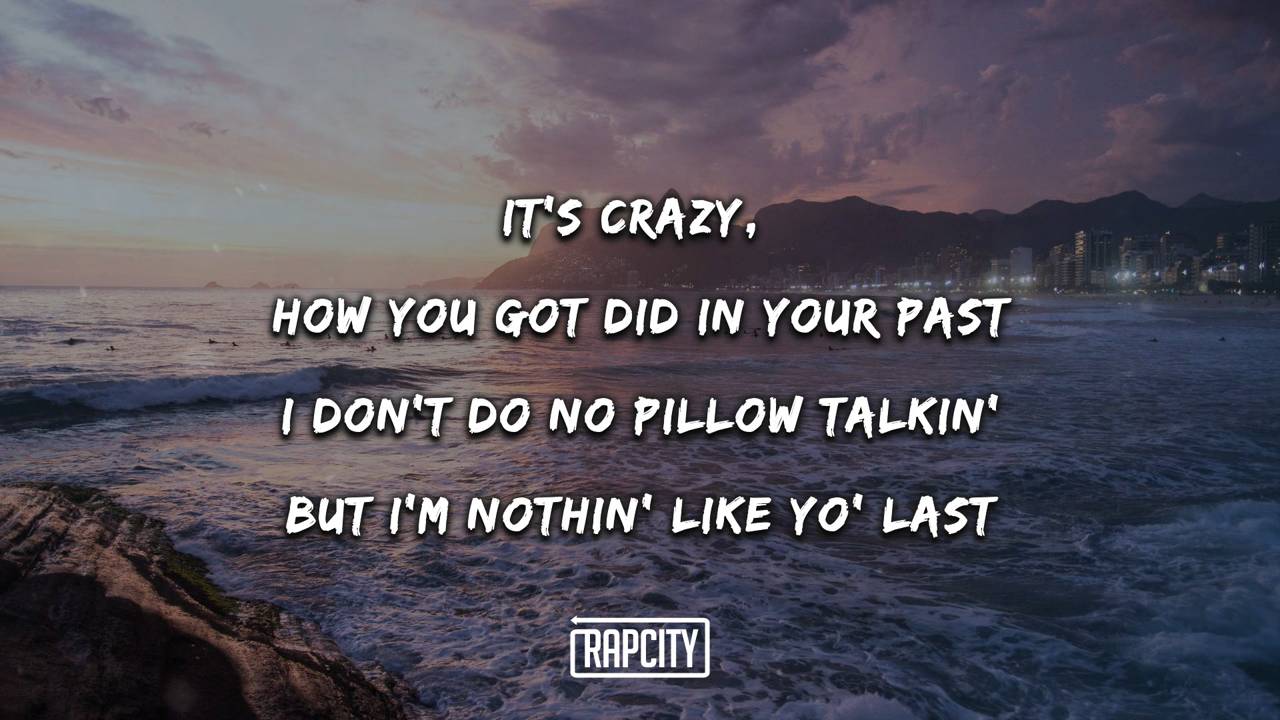 IT'S CRAZY,
HOW YOU GOT DID IN YOUR PAST
I DON'T DO NO PILLOW TALKIN'
BUT I'M NOTHIN' LIKE YO' LAST
RAPCITY